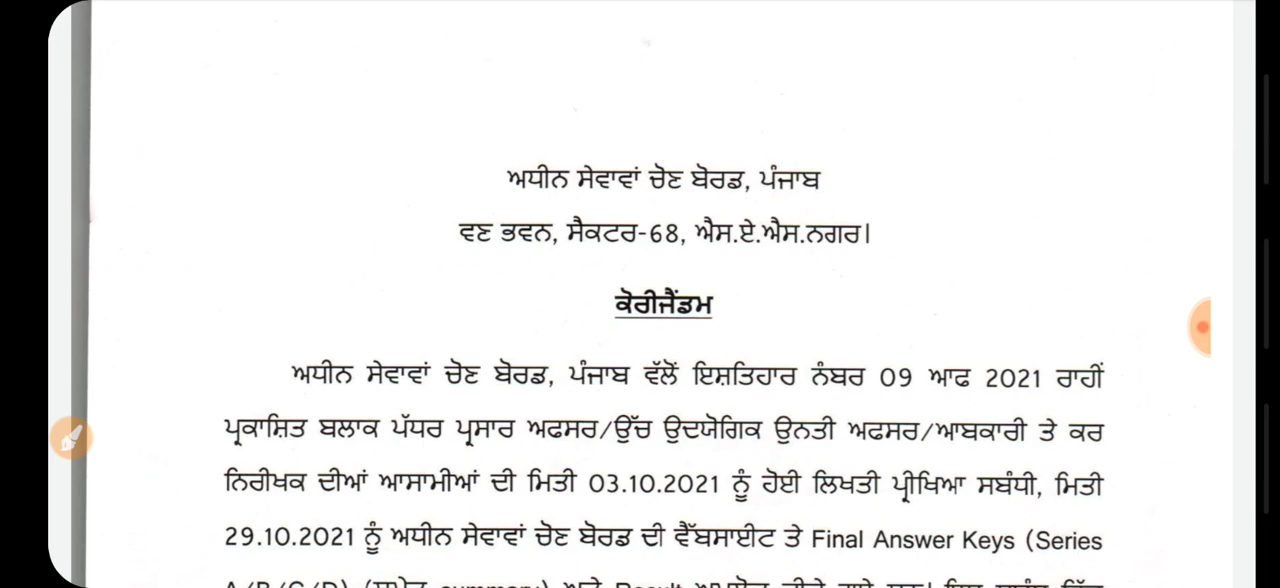 ਅਧੀਨ ਸੇਵਾਵਾਂ ਚੋਣ ਬੋਰਡ, ਪੰਜਾਬ
ਵਣ ਭਵਨ, ਸੈਕਟਰ-68, ਐਸ.ਏ.ਐਸ.ਨਗਰ।
ਕੋਰੀਜੈਂਡਮ
ਅਧੀਨ ਸੇਵਾਵਾਂ ਚੋਣ ਬੋਰਡ, ਪੰਜਾਬ ਵੱਲੋਂ ਇਸ਼ਤਿਹਾਰ ਨੰਬਰ 09 ਆਫ 2021 ਰਾਹੀਂ
ਪ੍ਰਕਾਸ਼ਿਤ ਬਲਾਕ ਪੱਧਰ ਪ੍ਰਸਾਰ ਅਫਸਰ/ਉੱਚ ਉਦਯੋਗਿਕ ਉਨਤੀ ਅਫਸਰ/ਆਬਕਾਰੀ ਤੇ ਕਰ
ਨਿਰੀਖਕ ਦੀਆਂ ਆਸਾਮੀਆਂ ਦੀ ਮਿਤੀ 03.10.2021 ਨੂੰ ਹੋਈ ਲਿਖਤੀ ਪ੍ਰੀਖਿਆ ਸਬੰਧੀ, ਮਿਤੀ
29.10.2021 ਨੂੰ ਅਧੀਨ ਸੇਵਾਵਾਂ ਚੋਣ ਬੋਰਡ ਦੀ ਵੈੱਬਸਾਈਟ ਤੇ Final Answer Keys (Series